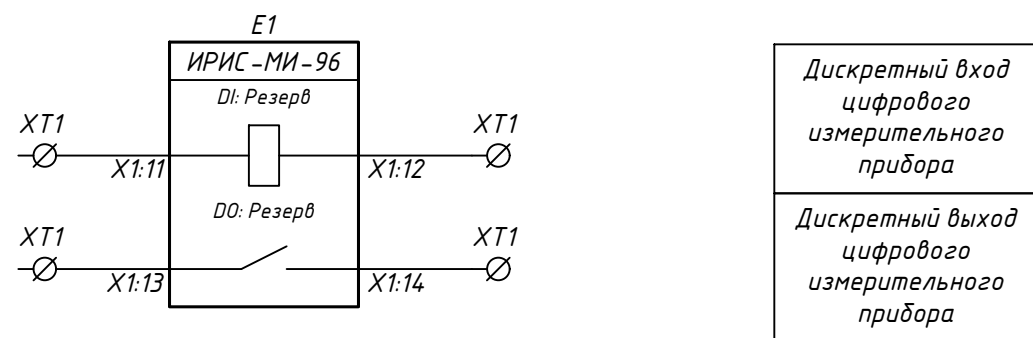 E1
ИРИС-МИ-96
DI: Резерв
XT1
XT1
X1:11
X1:12
DO: Резерв
XT1
XT1
X1:13
X1:14
Дискретный вход
цифрового
измерительного
прибора
Дискретный выход
цифрового
измерительного
прибора